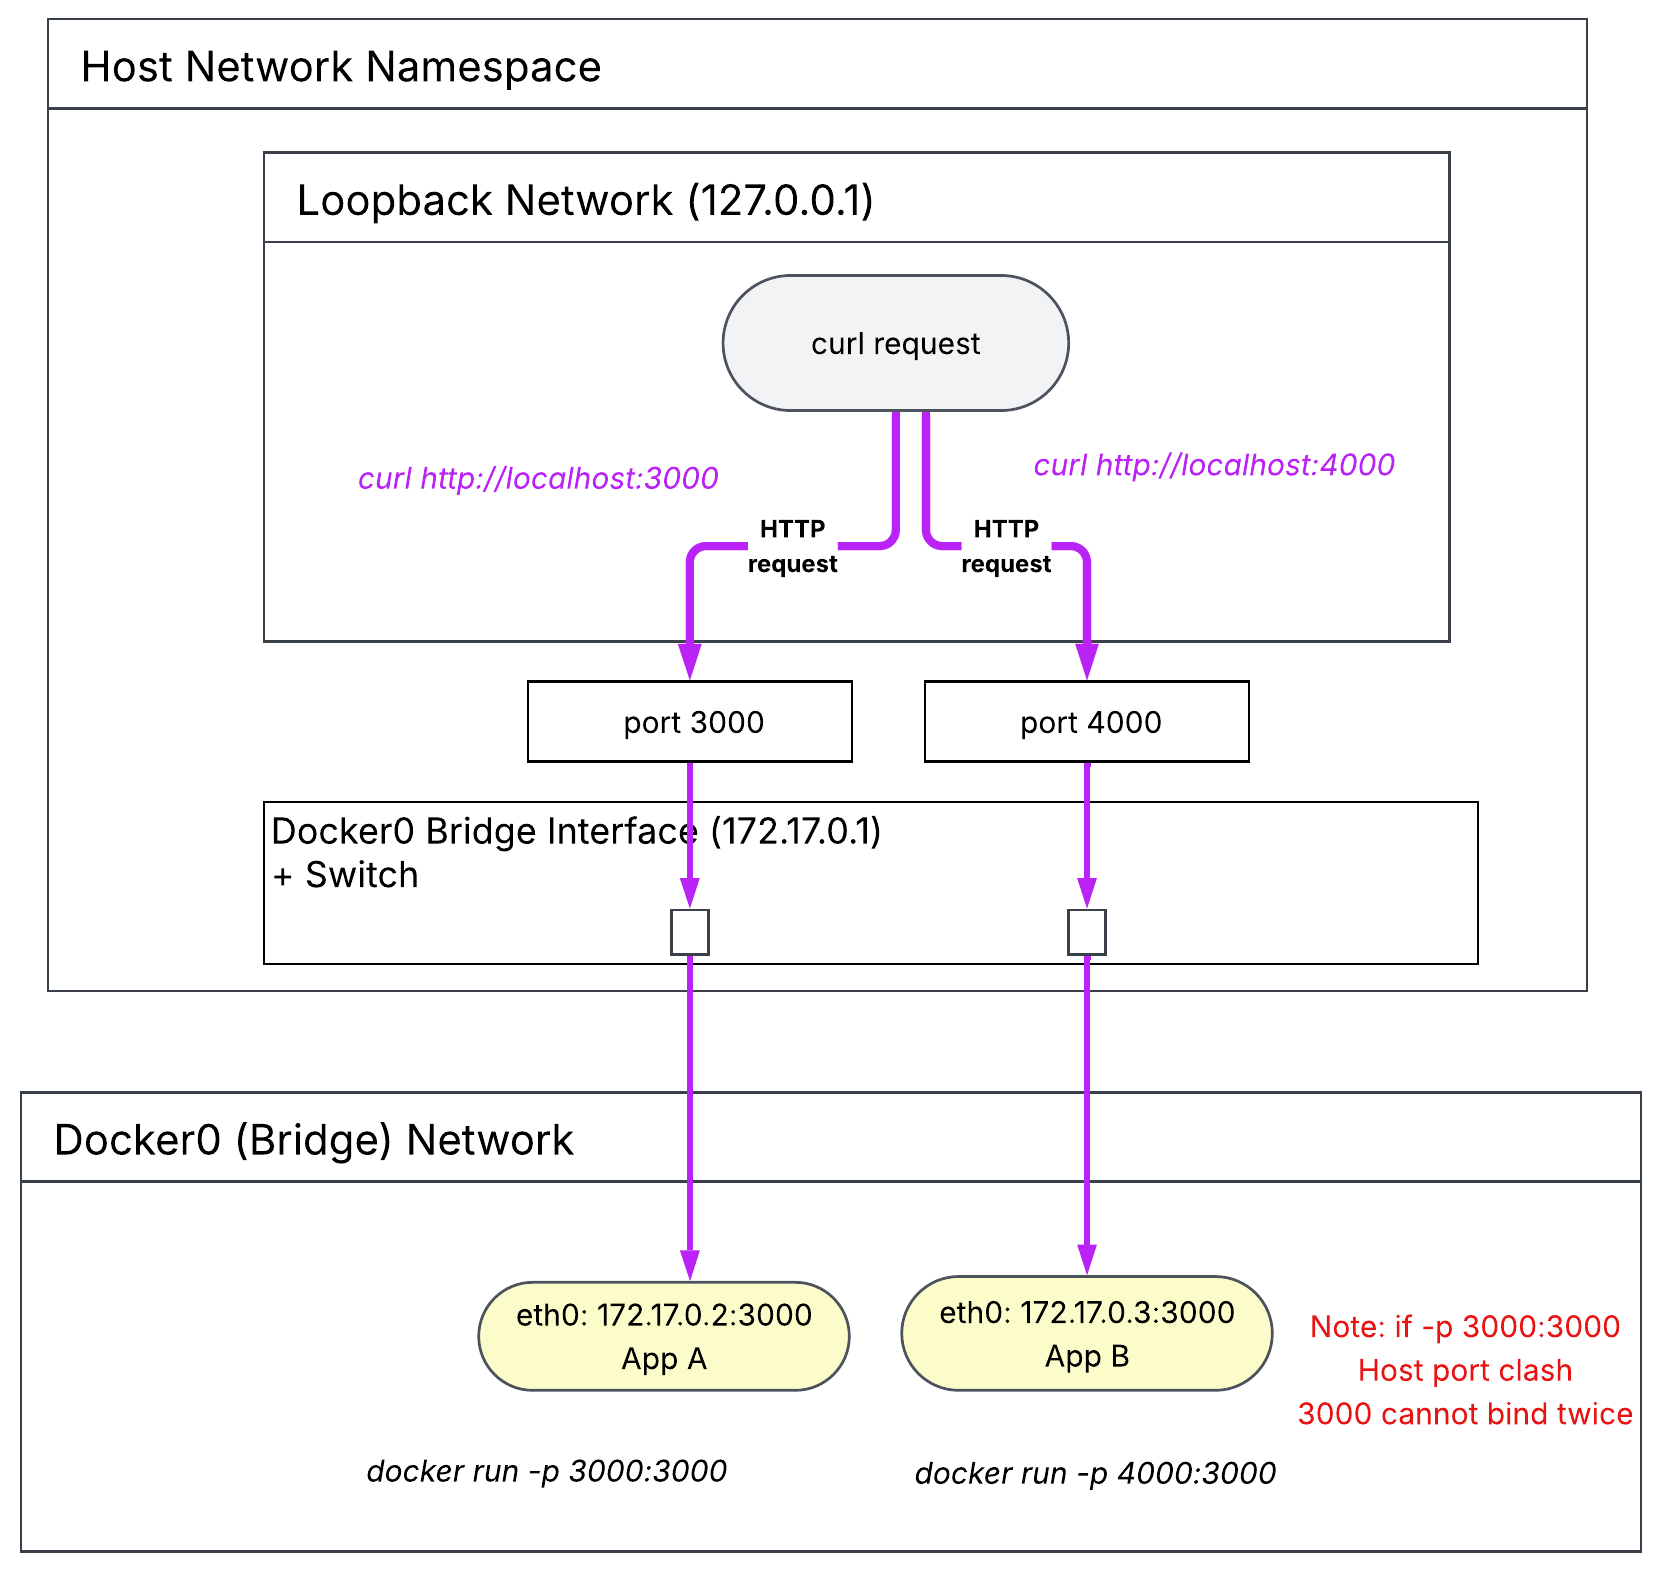 Host Network Namespace
Loopback Network (127.0.0.1)
curl request
curl http://localhost:3000
curl http://localhost:4000
HTTP
request
HTTP
request
port 3000
port 4000
Docker0 Bridge Interface (172.17.0.1)
+ Switch
Docker0 (Bridge) Network
eth0: 172.17.0.2:3000
App A
eth0: 172.17.0.3:3000
App B
Note: if -p 3000:3000
Host port clash
3000 cannot bind twice
docker run -p 3000:3000
docker run -p 4000:3000